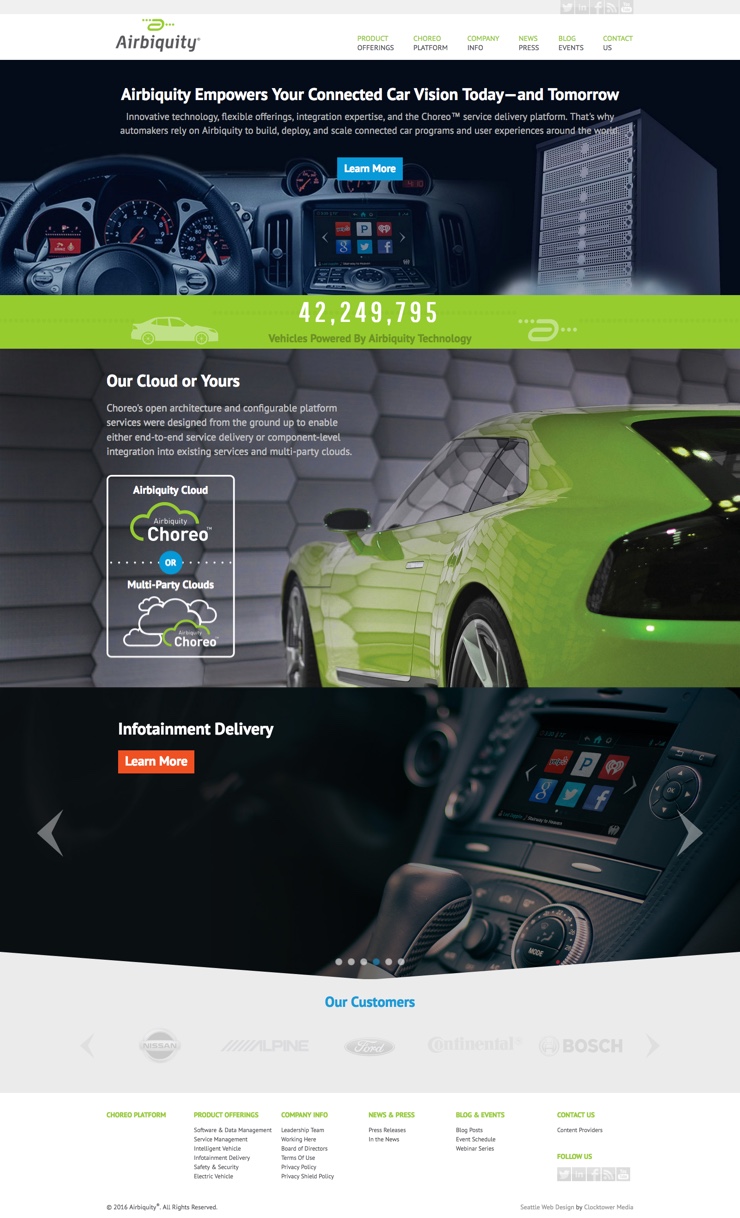 Airbiquity®
PRODUCT OFFERINGS
CHOREO PLATFORM
COMPANY INFO
NEWS PRESS
BLOG EVENTS
CONTACT US
Airbiquity Empowers Your Connected Car Vision Today—and Tomorrow
Innovative technology, flexible offerings, integration expertise, and the Choreo™ service delivery platform. That's why
automakers rely on Airbiquity to build, deploy, and scale connected car programs and user experiences around the world.
Learn More
42,249,795
Vehicles Powered By Airbiquity Technology
Our Cloud or Yours
Choreo's open architecture and configurable platform
services were designed from the ground up to enable
either end-to-end service delivery or component-level
integration into existing services and multi-party clouds.
Airbiquity Cloud
Airbiquity
Choreo™
OR
Multi-Party Clouds
Airbiquity
Choreo
Infotainment Delivery
Learn More
OK
MODE
Our Customers
NISSAN
ALPINE
Ford
Continental
BOSCH
CHOREO PLATFORM
PRODUCT OFFERINGS
Software & Data Management
Service Management
Intelligent Vehicle
Infotainment Delivery
Safety & Security
Electric Vehicle
COMPANY INFO
Leadership Team
Working Here
Board of Directors
Terms Of Use
Privacy Policy
Privacy Shield Policy
NEWS & PRESS
Press Releases
In the News
BLOG & EVENTS
Blog Posts
Event Schedule
Webinar Series
CONTACT US
Content Providers
FOLLOW US
© 2016 Airbiquity®. All Rights Reserved.
Seattle Web Design by Clocktower Media